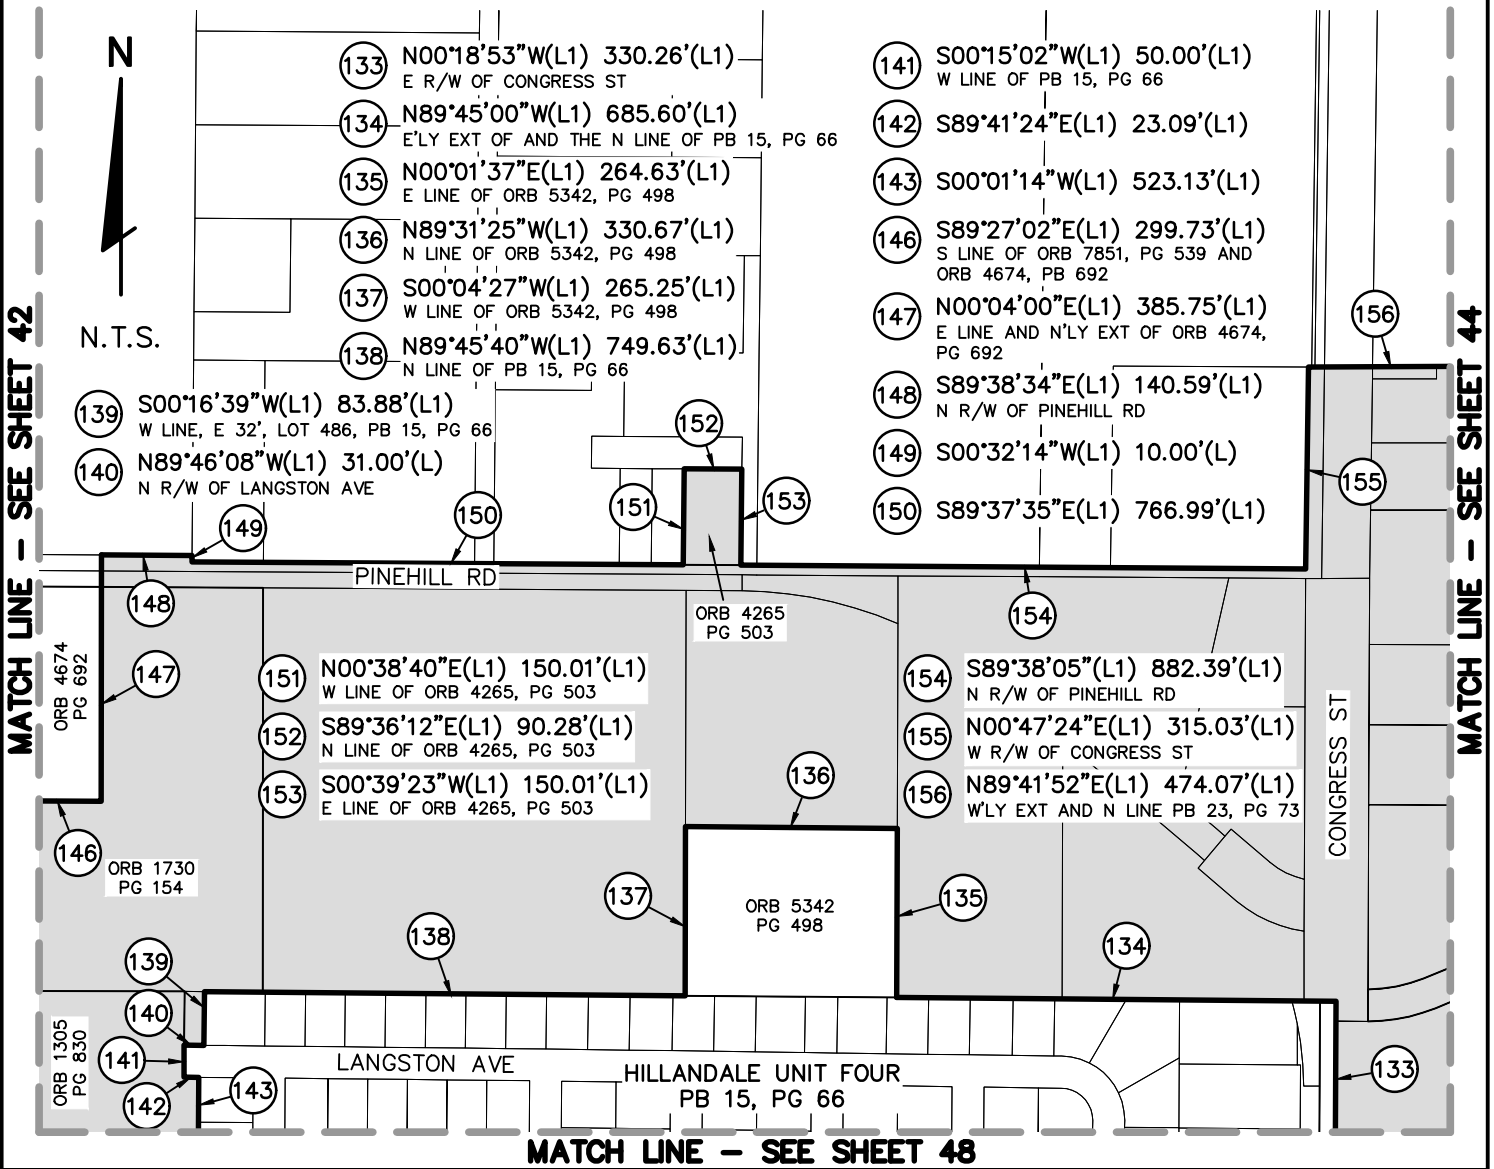 N
N.T.S.
133 N00°18'53"W(L1) 330.26'(L1)
E R/W OF CONGRESS ST
134 N89°45'00"W(L1) 685.60'(L1)
E'LY EXT OF AND THE N LINE OF PB 15, PG 66
135 N00°01'37"E(L1) 264.63'(L1)
E LINE OF ORB 5342, PG 498
136 N89°31'25"W(L1) 330.67'(L1)
N LINE OF ORB 5342, PG 498
137 S00°04'27"W(L1) 265.25'(L1)
W LINE OF ORB 5342, PG 498
138 N89°45'40"W(L1) 749.63'(L1)
N LINE OF PB 15, PG 66
139 S00°16'39"W(L1) 83.88'(L1)
W LINE, E 32', LOT 486, PB 15, PG 66
140 N89°46'08"W(L1) 31.00'(L)
N R/W OF LANGSTON AVE
141 S00°15'02"W(L1) 50.00'(L1)
W LINE OF PB 15, PG 66
142 S89°41'24"E(L1) 23.09'(L1)
143 S00°01'14"W(L1) 523.13'(L1)
146 S89°27'02"E(L1) 299.73'(L1)
S LINE OF ORB 7851, PG 539 AND
ORB 4674, PB 692
147 N00°04'00"E(L1) 385.75'(L1)
E LINE AND N'LY EXT OF ORB 4674,
PG 692
148 S89°38'34"E(L1) 140.59'(L1)
N R/W OF PINEHILL RD
149 S00°32'14"W(L1) 10.00'(L)
150 S89°37'35"E(L1) 766.99'(L1)
156
152
155
151
153
149
150
PINEHILL RD
148
154
ORB 4265
PG 503
147
ORB 4674
PG 692
151 N00°38'40"E(L1) 150.01'(L1)
W LINE OF ORB 4265, PG 503
152 S89°36'12"E(L1) 90.28'(L1)
N LINE OF ORB 4265, PG 503
153 S00°39'23"W(L1) 150.01'(L1)
E LINE OF ORB 4265, PG 503
154 S89°38'05"(L1) 882.39'(L1)
N R/W OF PINEHILL RD
155 N00°47'24"E(L1) 315.03'(L1)
W R/W OF CONGRESS ST
156 N89°41'52"E(L1) 474.07'(L1)
W'LY EXT AND N LINE PB 23, PG 73
CONGRESS ST
136
146
ORB 1730
PG 154
137
ORB 5342
PG 498
135
138
134
139
140
141
142
143
ORB 1305
PG 830
LANGSTON AVE
HILLANDALE UNIT FOUR
PB 15, PG 66
133
MATCH LINE - SEE SHEET 42
MATCH LINE - SEE SHEET 44
MATCH LINE - SEE SHEET 48